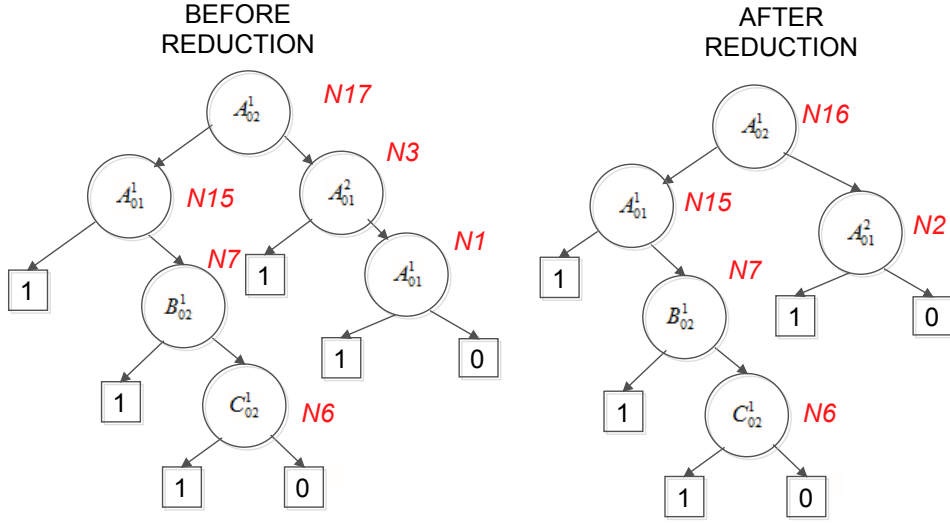 BEFORE
REDUCTION
A¹₀₂ N17
N3
A¹₀₁ N15 A²₀₁
N7 N1
1 1 A¹₀₁
B¹₀₂
1 0
1
C¹₀₂ N6
1 0
AFTER
REDUCTION
A¹₀₂ N16
A¹₀₁ N15 A²₀₁ N2
1 N7
B¹₀₂ 1 0
1
C¹₀₂ N6
1 0